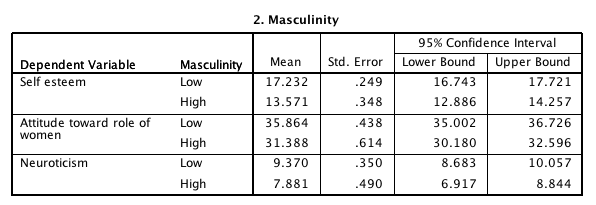 2. Masculinity
95% Confidence Interval
Dependent Variable Masculinity Mean Std. Error Lower Bound Upper Bound
Self esteem Low 17.232 .249 16.743 17.721
High 13.571 .348 12.886 14.257
Attitude toward role of women Low 35.864 .438 35.002 36.726
High 31.388 .614 30.180 32.596
Neuroticism Low 9.370 .350 8.683 10.057
High 7.881 .490 6.917 8.844